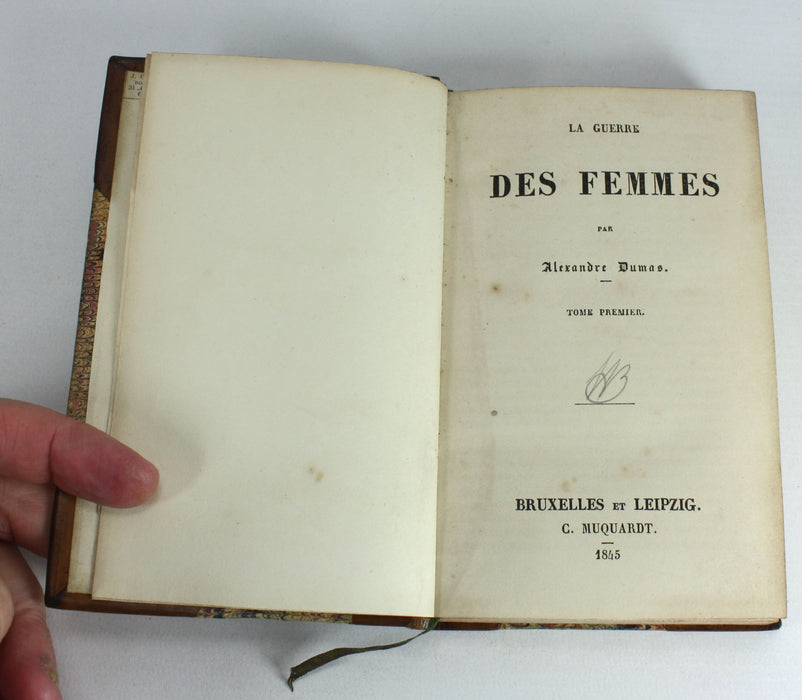 LA GUERRE
DES FEMMES
PAR
Alexandre Dumas.
TOME PREMIER.
BRUXELLES ET LEIPZIG.
C. MUQUARDT.
1845